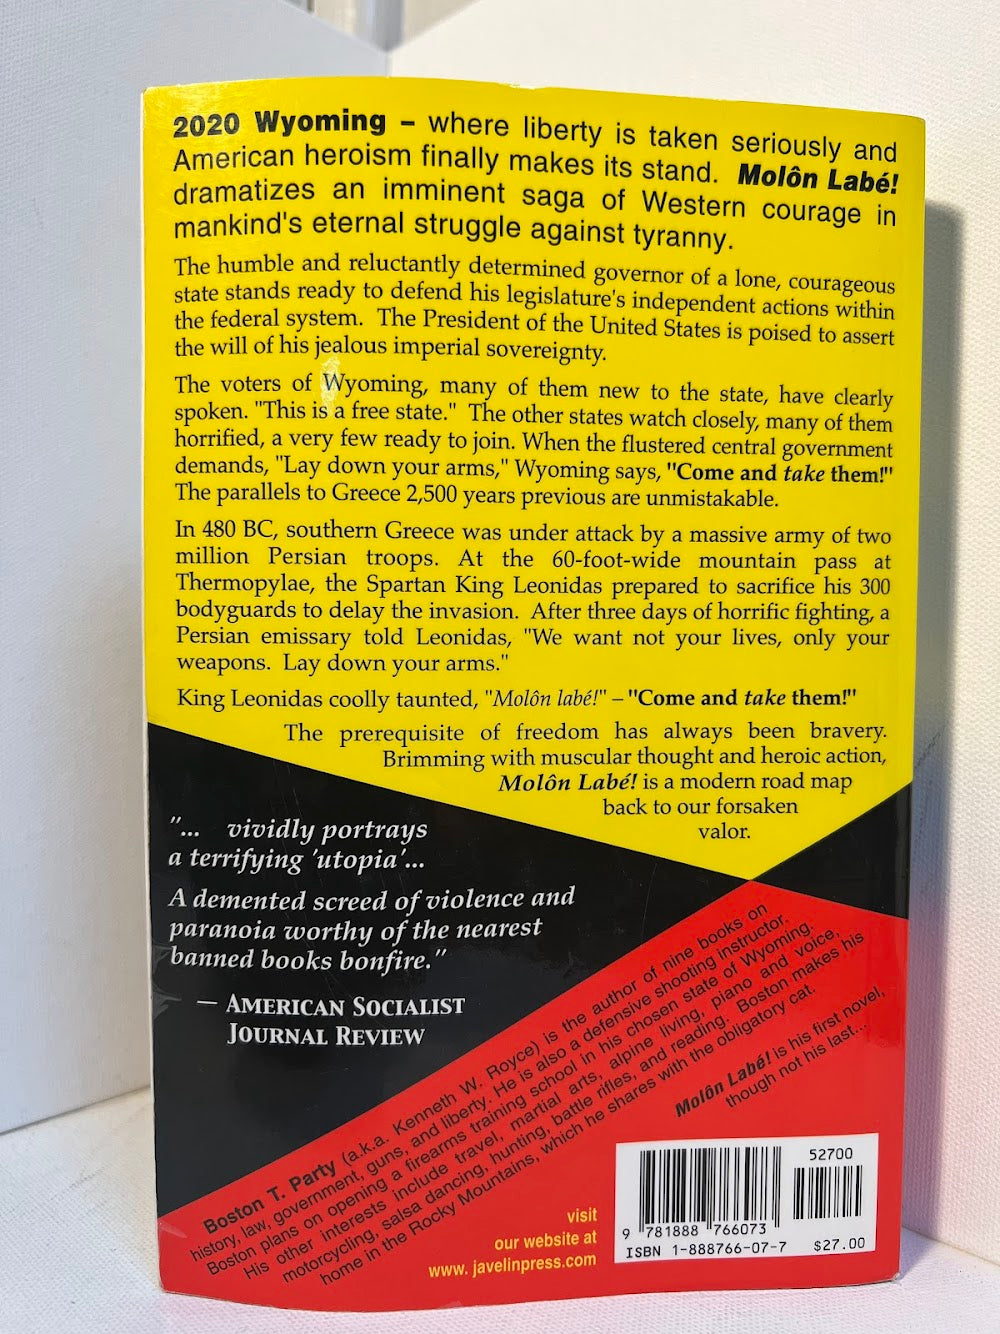 2020 Wyoming – where liberty is taken seriously and
American heroism finally makes its stand. Molôn Labé!
dramatizes an imminent saga of Western courage in
mankind's eternal struggle against tyranny.
The humble and reluctantly determined governor of a lone, courageous
state stands ready to defend his legislature's independent actions within
the federal system. The President of the United States is poised to assert
the will of his jealous imperial sovereignty.
The voters of Wyoming, many of them new to the state, have clearly
spoken. "This is a free state." The other states watch closely, many of them
horrified, a very few ready to join. When the flustered central government
demands, "Lay down your arms," Wyoming says, "Come and take them!"
The parallels to Greece 2,500 years previous are unmistakable.
In 480 BC, southern Greece was under attack by a massive army of two
million Persian troops. At the 60-foot-wide mountain pass at
Thermopylae, the Spartan King Leonidas prepared to sacrifice his 300
bodyguards to delay the invasion. After three days of horrific fighting, a
Persian emissary told Leonidas, "We want not your lives, only your
weapons. Lay down your arms."
King Leonidas coolly taunted, "Molôn labé!" – "Come and take them!"
The prerequisite of freedom has always been bravery.
Brimming with muscular thought and heroic action,
Molôn Labé! is a modern road map
back to our forsaken
valor.
"... vividly portrays
a terrifying 'utopia'...
A demented screed of violence and
paranoia worthy of the nearest
banned books bonfire."
— American Socialist
Journal Review
Boston T. Party (a.k.a. Kenneth W. Royce) is the author of nine books on
history, law, government, guns, and liberty. He is also a defensive shooting instructor.
Boston plans on opening a firearms training school in his chosen state of Wyoming.
His other interests include travel, martial arts, alpine living, piano and voice,
motorcycling, salsa dancing, hunting, battle rifles, and reading. Boston makes his
home in the Rocky Mountains, which he shares with the obligatory cat.
Molôn Labé! is his first novel,
though not his last...
visit
our website at
www. javelinpress.com
52700
9 781888 766073
ISBN 1-888766-07-7 $27.00